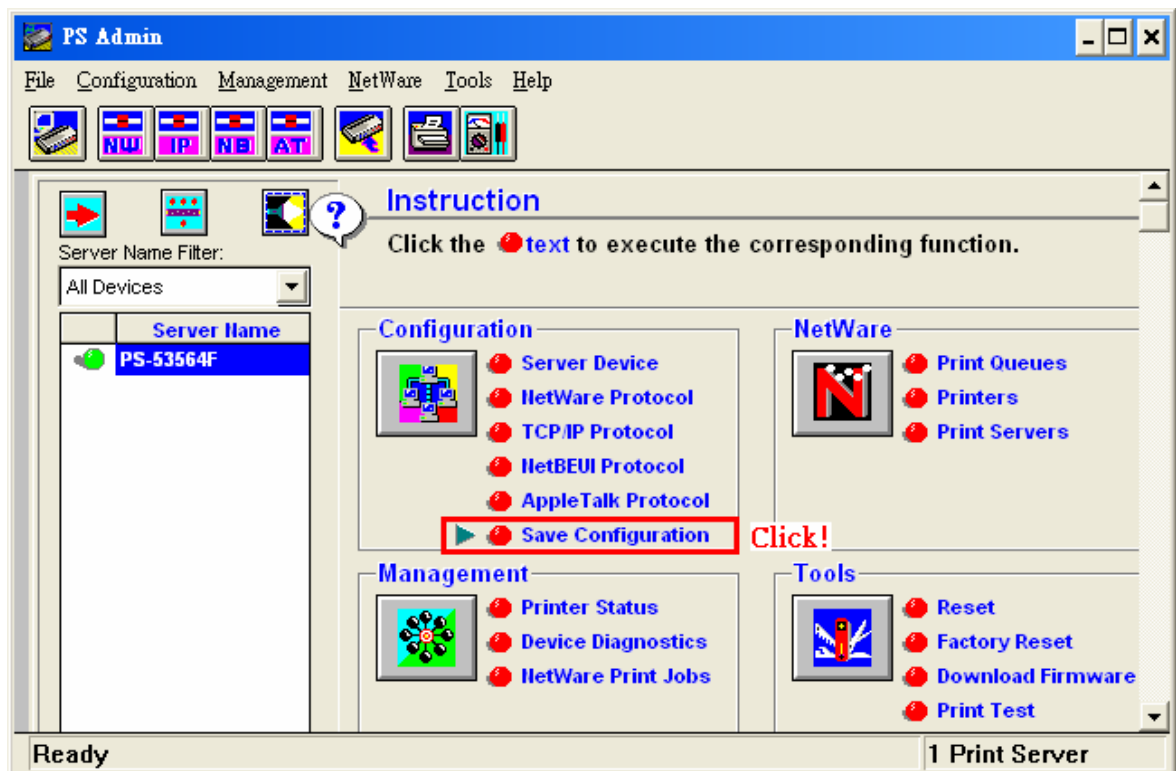 PS Admin
File Configuration Management NetWare Tools Help
NW IP NB AT
?
Instruction
Click the text to execute the corresponding function.
Server Name Filter:
All Devices
Server Name
PS-53564F
Configuration
Server Device
NetWare Protocol
TCP/IP Protocol
NetBEUI Protocol
AppleTalk Protocol
Save Configuration
Click!
NetWare
N
Print Queues
Printers
Print Servers
Management
Printer Status
Device Diagnostics
NetWare Print Jobs
Tools
Reset
Factory Reset
Download Firmware
Print Test
Ready
1 Print Server